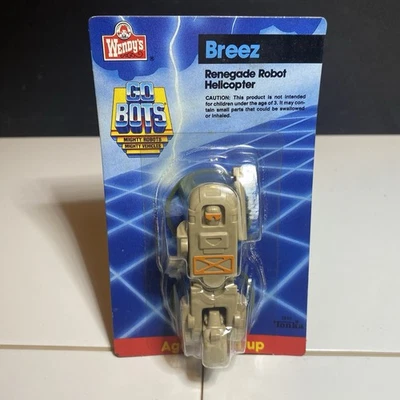 WENDY'S
Breez
Renegade Robot
Helicopter
CAUTION: This product is not intended
for children under the age of 3. It may con-
tain small parts that could be swallowed
or inhaled.
GO
BOTS
MIGHTY ROBOTS
MIGHTY VEHICLES
Ag up